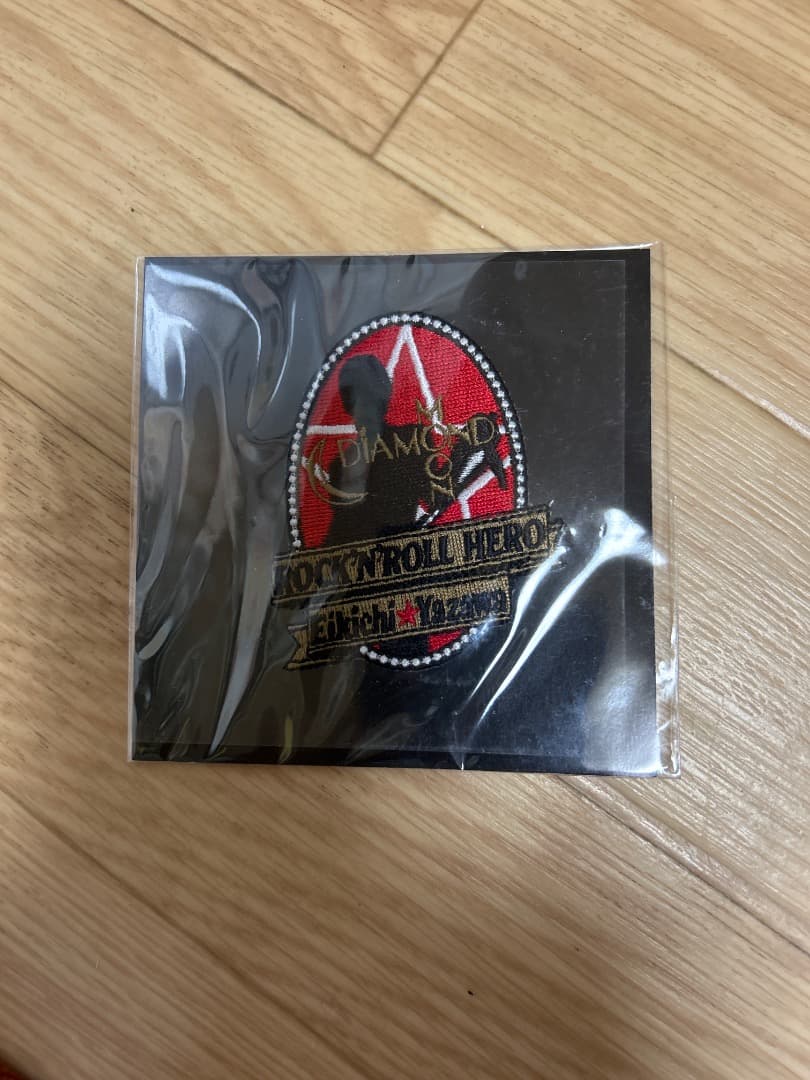 DIAMOND
MOON
ROCK'N'ROLL HERO
Eikichi★Yazawa